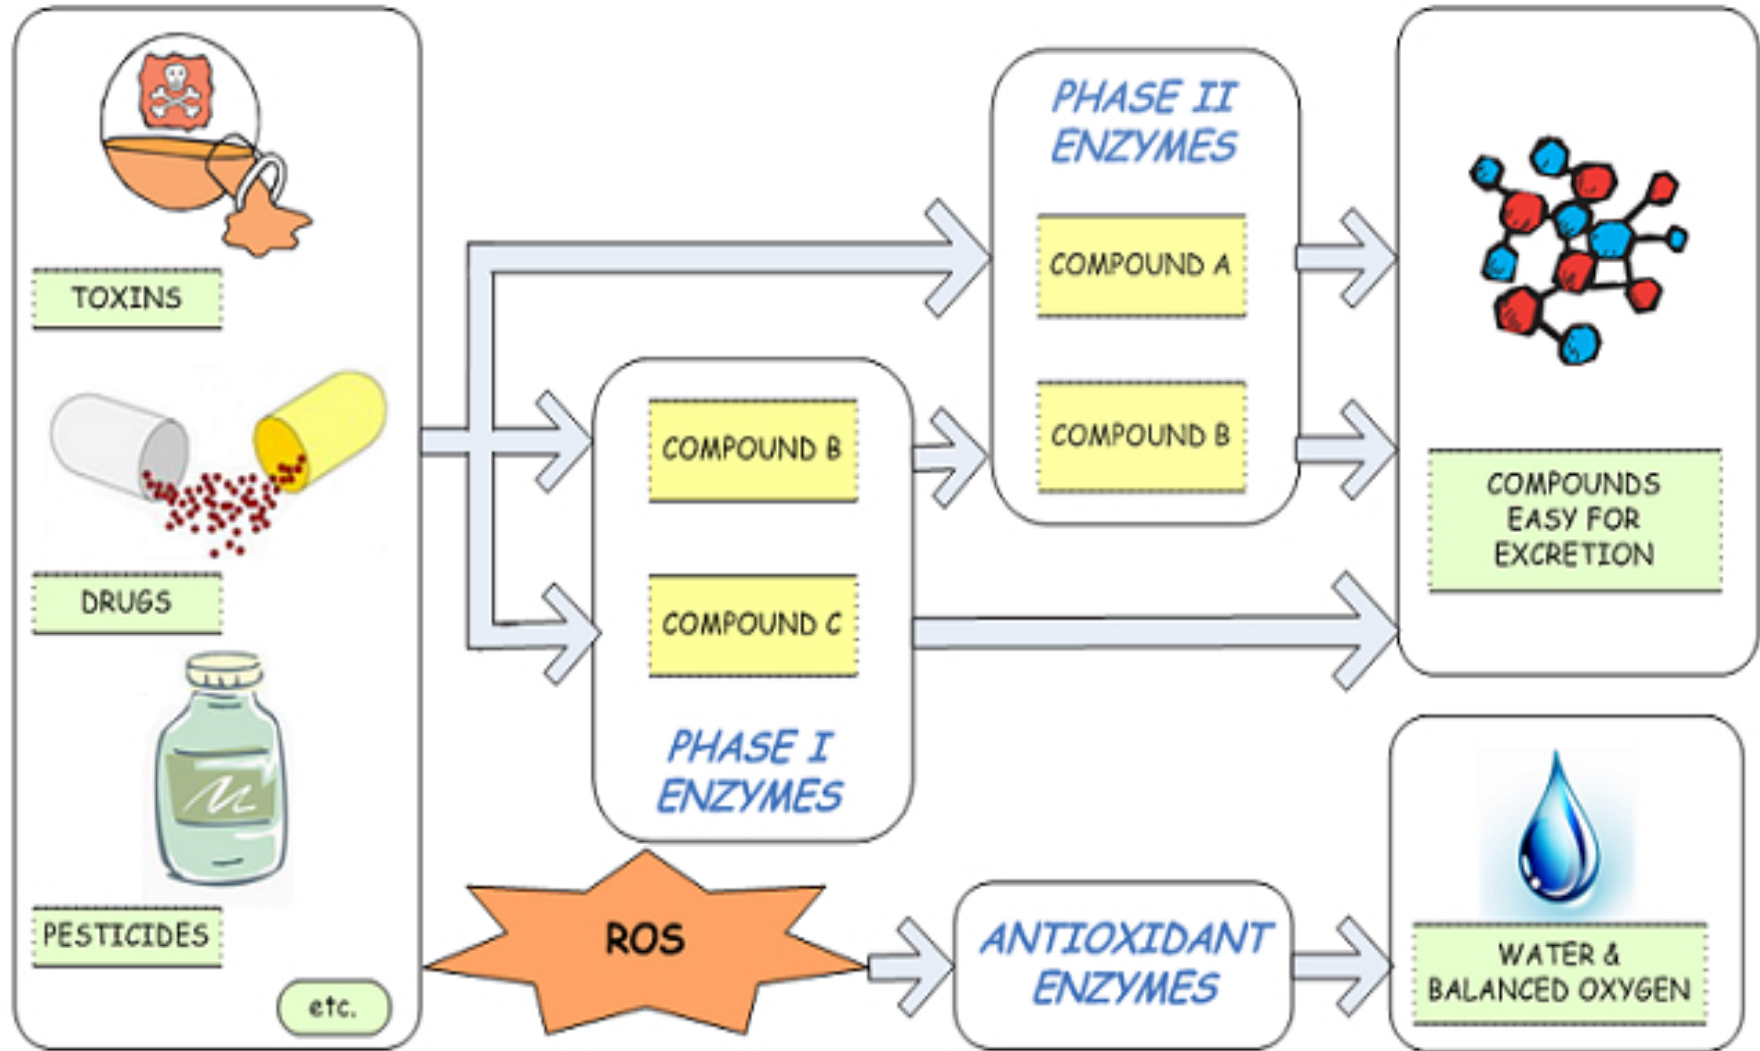 TOXINS
DRUGS
PESTICIDES
etc.
COMPOUND B
COMPOUND C
PHASE I
ENZYMES
PHASE II
ENZYMES
COMPOUND A
COMPOUND B
COMPOUNDS
EASY FOR
EXCRETION
ROS
ANTIOXIDANT
ENZYMES
WATER &
BALANCED OXYGEN